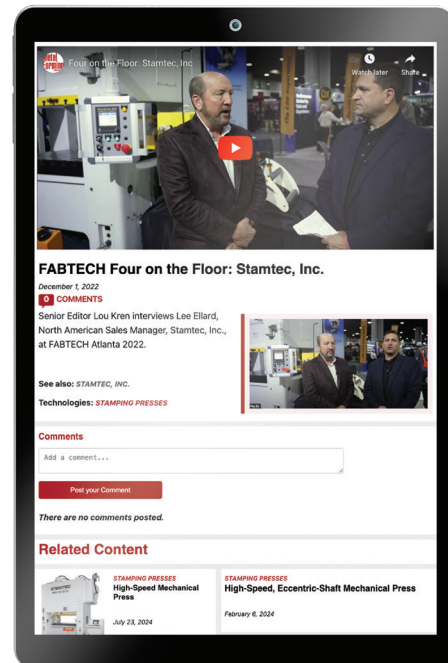 Four on the Floor: Stamtec, Inc
Watch later
Share
FABTECH Four on the Floor: Stamtec, Inc.
December 1, 2022
0 COMMENTS
Senior Editor Lou Kren interviews Lee Ellard,
North American Sales Manager, Stamtec, Inc.,
at FABTECH Atlanta 2022.
See also: STAMTEC, INC.
Technologies: STAMPING PRESSES
Comments
Add a comment...
Post your Comment
There are no comments posted.
Related Content
STAMPING PRESSES
High-Speed Mechanical
Press
July 23, 2024
STAMPING PRESSES
High-Speed, Eccentric-Shaft Mechanical Press
February 6, 2024